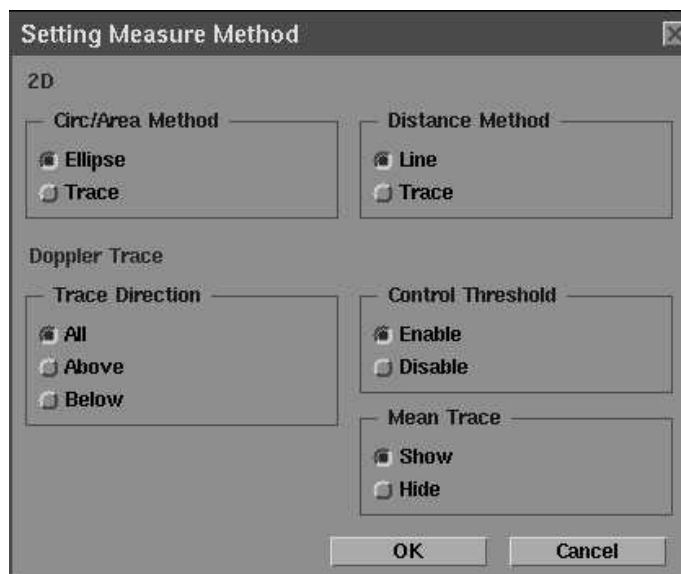 Setting Measure Method
2D
Circ/Area Method
Ellipse
Trace
Distance Method
Line
Trace
Doppler Trace
Trace Direction
All
Above
Below
Control Threshold
Enable
Disable
Mean Trace
Show
Hide
OK
Cancel